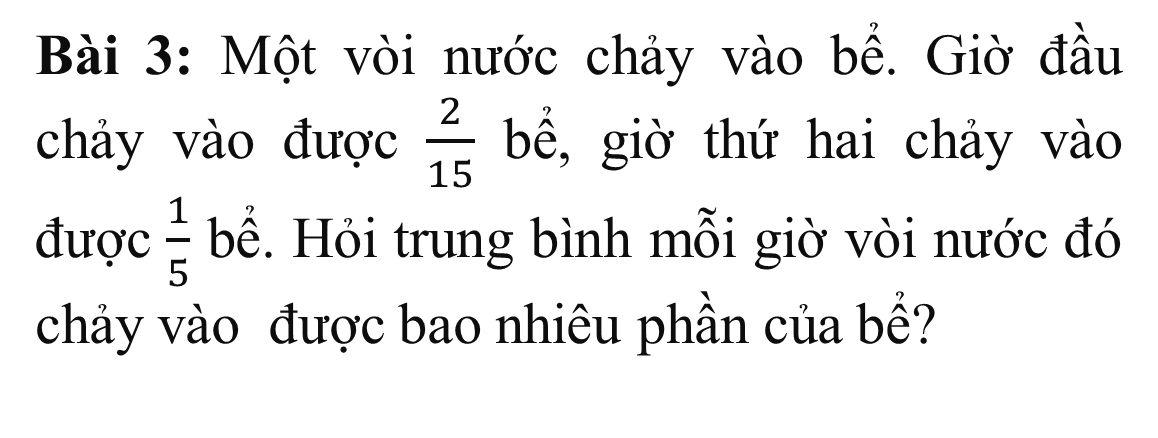 Bài 3: Một vòi nước chảy vào bể. Giờ đầu
chảy vào được 2/15 bể, giờ thứ hai chảy vào
được 1/5 bể. Hỏi trung bình mỗi giờ vòi nước đó
chảy vào được bao nhiêu phần của bể?